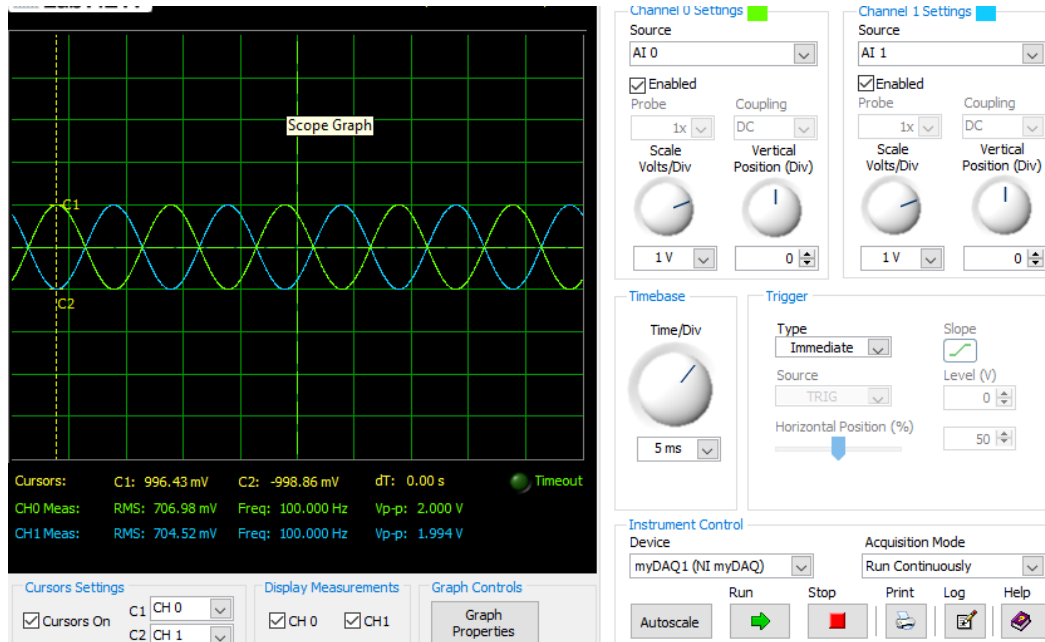 Scope Graph
C1
C2
Cursors: C1: 996.43 mV C2: -998.86 mV dT: 0.00 s Timeout
CH0 Meas: RMS: 706.98 mV Freq: 100.000 Hz Vp-p: 2.000 V
CH1 Meas: RMS: 704.52 mV Freq: 100.000 Hz Vp-p: 1.994 V
Cursors Settings
Cursors On
C1 CH 0
C2 CH 1
Display Measurements
CH 0 CH1
Graph Controls
Graph
Properties
Channel 0 Settings
Source
AI 0
Enabled
Probe Coupling
1x DC
Scale Vertical
Volts/Div Position (Div)
1 V 0
Channel 1 Settings
Source
AI 1
Enabled
Probe Coupling
1x DC
Scale Vertical
Volts/Div Position (Div)
1 V 0
Timebase
Time/Div
5 ms
Trigger
Type Slope
Immediate
Source Level (V)
TRIG 0
Horizontal Position (%)
50
Instrument Control
Device Acquisition Mode
myDAQ1 (NI myDAQ) Run Continuously
Run Stop Print Log Help
Autoscale